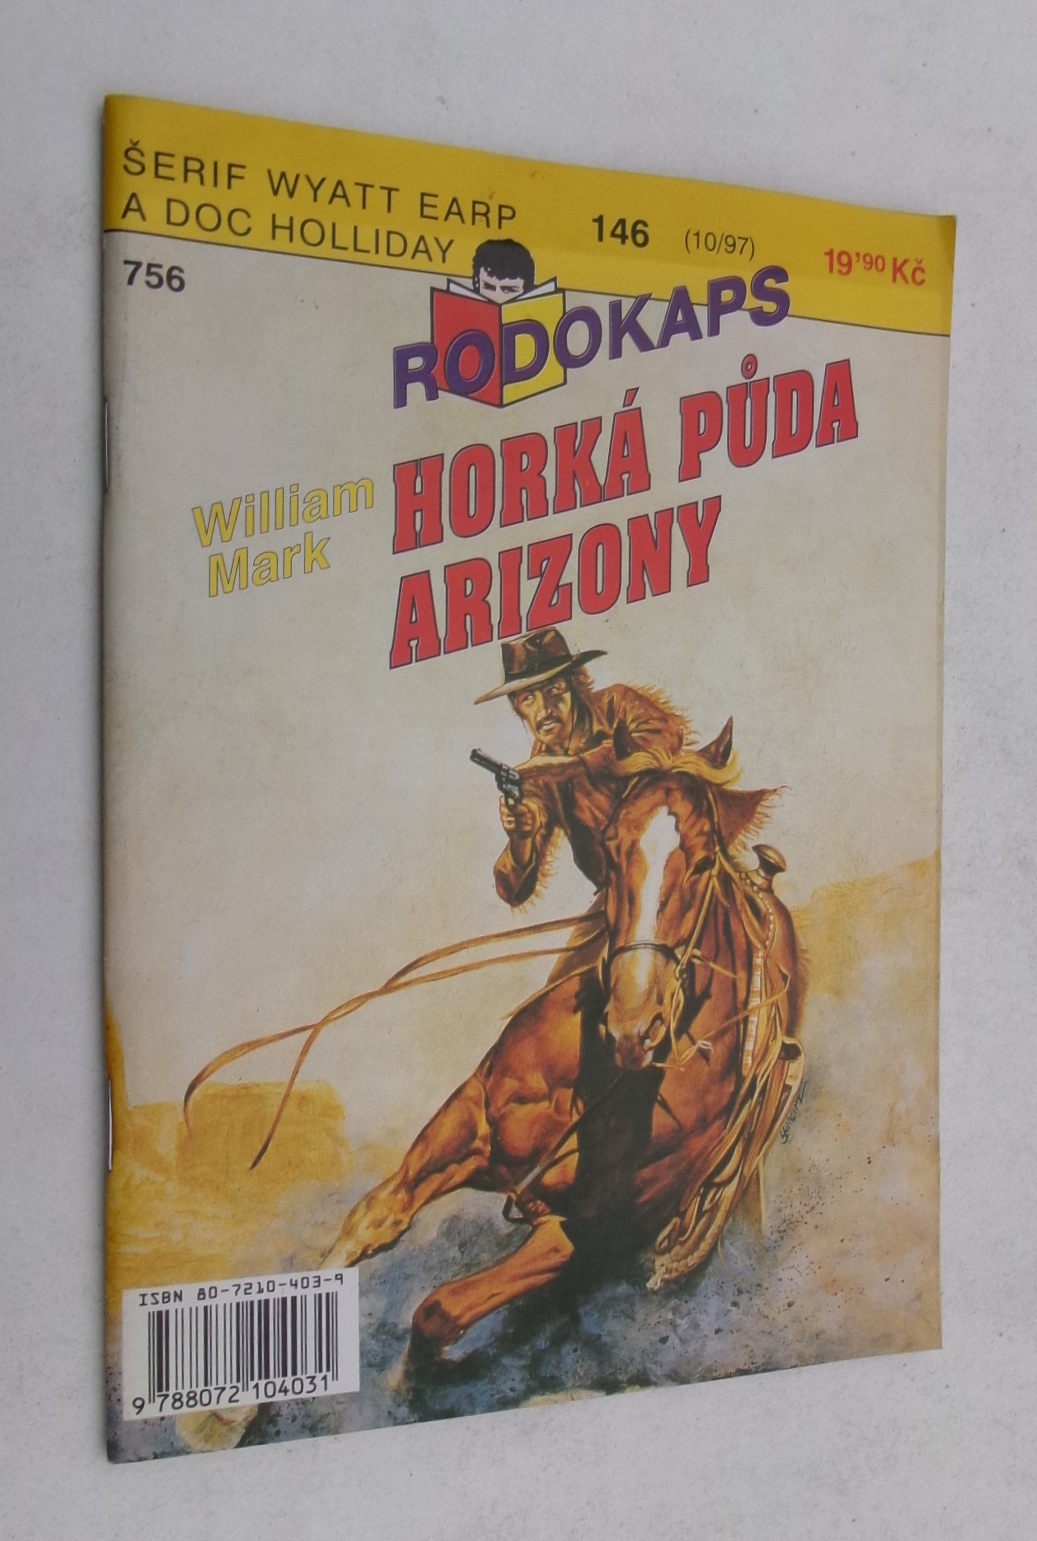 ŠERIF WYATT EARP
A DOC HOLLIDAY
146 (10/97)
19'90 Kč
756
RODOKAPS
William
Mark
HORKÁ PŮDA
ARIZONY
ISBN 80-7210-403-9
9 788072 104031